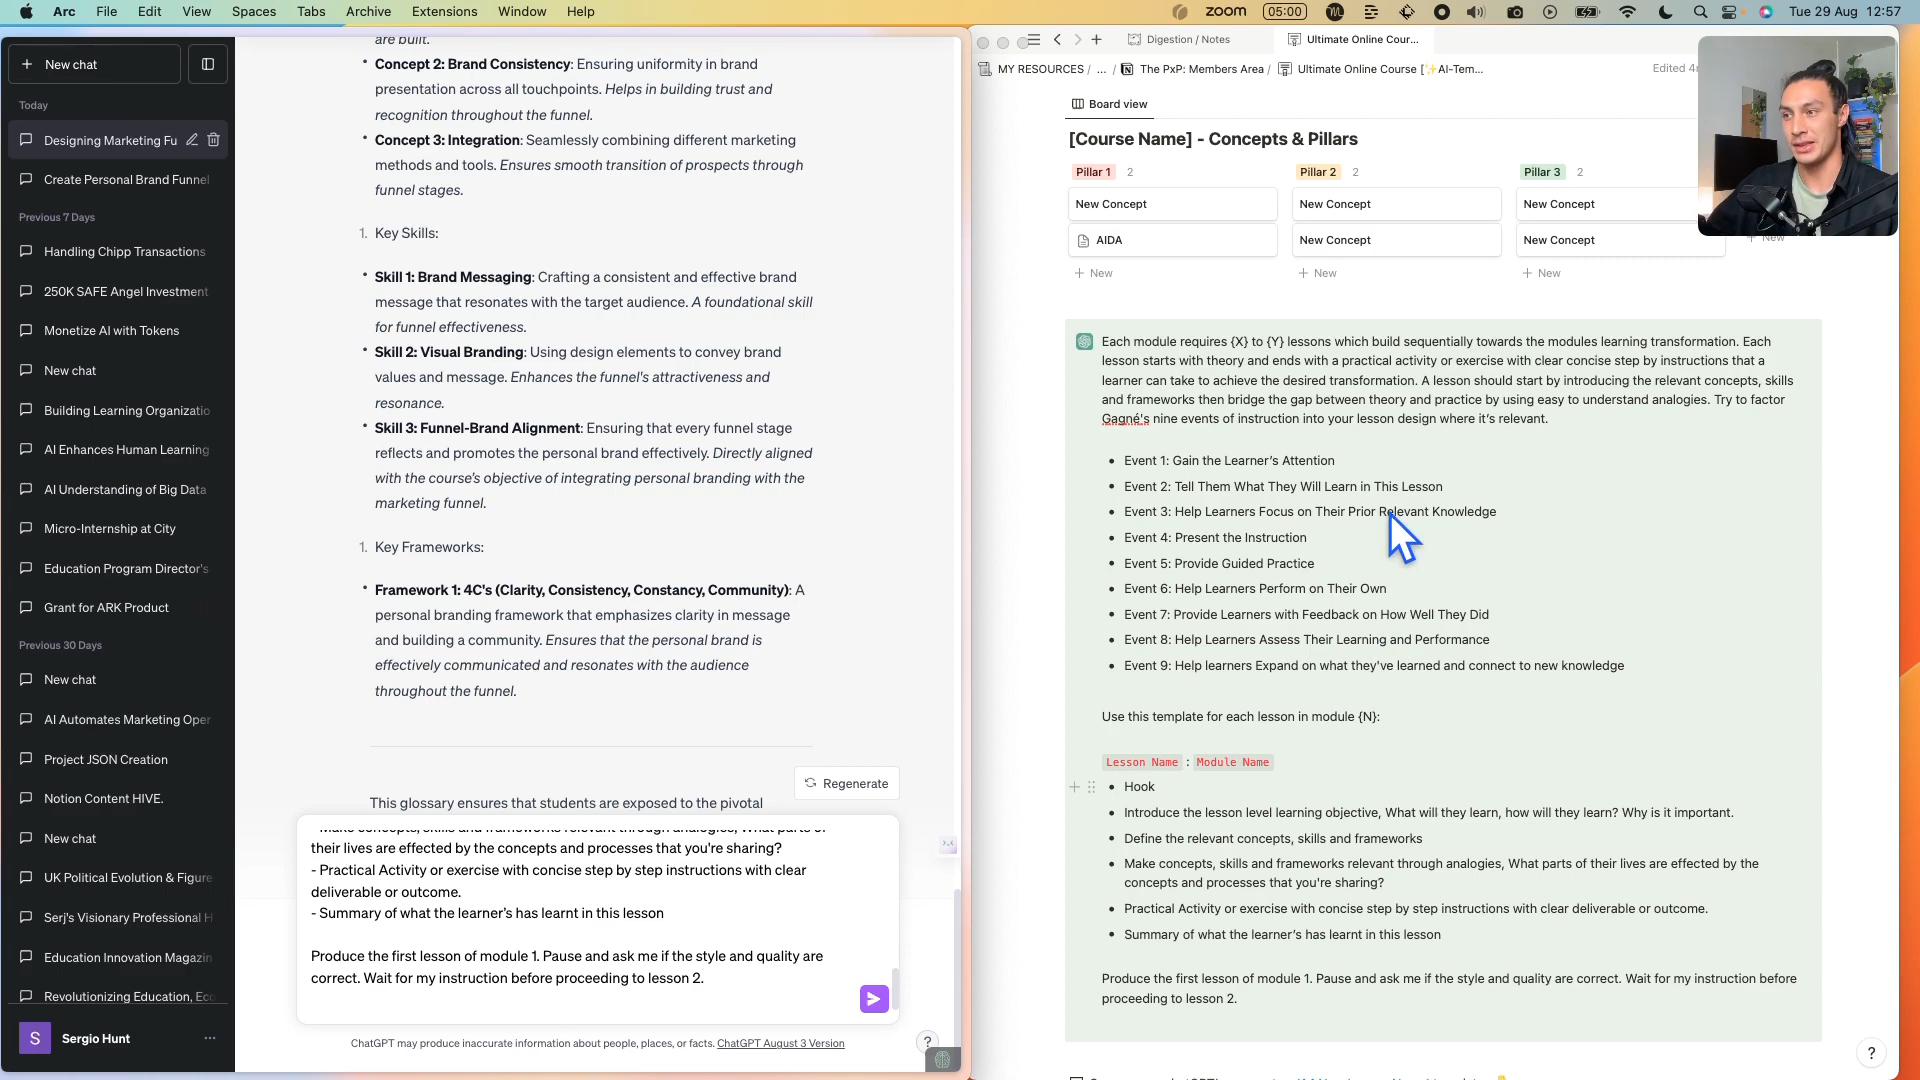 Arc File Edit View Spaces Tabs Archive Extensions Window Help
zoom 05:00 Tue 29 Aug 12:57
New chat
Today
Designing Marketing Fu
Create Personal Brand Funnel
Previous 7 Days
Handling Chipp Transactions
250K SAFE Angel Investment
Monetize AI with Tokens
New chat
Building Learning Organizatio
AI Enhances Human Learning
AI Understanding of Big Data
Micro-Internship at City
Education Program Director's
Grant for ARK Product
Previous 30 Days
New chat
AI Automates Marketing Oper
Project JSON Creation
Notion Content HIVE.
New chat
UK Political Evolution & Figure
Serj's Visionary Professional H
Education Innovation Magazin
Revolutionizing Education, Eco
S Sergio Hunt
are built.
Concept 2: Brand Consistency: Ensuring uniformity in brand
presentation across all touchpoints. Helps in building trust and
recognition throughout the funnel.
Concept 3: Integration: Seamlessly combining different marketing
methods and tools. Ensures smooth transition of prospects through
funnel stages.
1. Key Skills:
Skill 1: Brand Messaging: Crafting a consistent and effective brand
message that resonates with the target audience. A foundational skill
for funnel effectiveness.
Skill 2: Visual Branding: Using design elements to convey brand
values and message. Enhances the funnel's attractiveness and
resonance.
Skill 3: Funnel-Brand Alignment: Ensuring that every funnel stage
reflects and promotes the personal brand effectively. Directly aligned
with the course's objective of integrating personal branding with the
marketing funnel.
1. Key Frameworks:
Framework 1: 4C's (Clarity, Consistency, Constancy, Community): A
personal branding framework that emphasizes clarity in message
and building a community. Ensures that the personal brand is
effectively communicated and resonates with the audience
throughout the funnel.
This glossary ensures that students are exposed to the pivotal
Regenerate
- Make concepts, skills and frameworks relevant through analogies, What parts of
their lives are effected by the concepts and processes that you're sharing?
- Practical Activity or exercise with concise step by step instructions with clear
deliverable or outcome.
- Summary of what the learner's has learnt in this lesson
Produce the first lesson of module 1. Pause and ask me if the style and quality are
correct. Wait for my instruction before proceeding to lesson 2.
ChatGPT may produce inaccurate information about people, places, or facts. ChatGPT August 3 Version
?
Digestion / Notes
Ultimate Online Cour...
MY RESOURCES / ... / The PxP: Members Area / Ultimate Online Course [✨AI-Tem...
Edited 4
Board view
[Course Name] - Concepts & Pillars
Pillar 1 2
New Concept
AIDA
+ New
Pillar 2 2
New Concept
New Concept
+ New
Pillar 3 2
New Concept
New Concept
+ New
+ New
Each module requires {X} to {Y} lessons which build sequentially towards the modules learning transformation. Each
lesson starts with theory and ends with a practical activity or exercise with clear concise step by instructions that a
learner can take to achieve the desired transformation. A lesson should start by introducing the relevant concepts, skills
and frameworks then bridge the gap between theory and practice by using easy to understand analogies. Try to factor
Gagné's nine events of instruction into your lesson design where it's relevant.
Event 1: Gain the Learner's Attention
Event 2: Tell Them What They Will Learn in This Lesson
Event 3: Help Learners Focus on Their Prior Relevant Knowledge
Event 4: Present the Instruction
Event 5: Provide Guided Practice
Event 6: Help Learners Perform on Their Own
Event 7: Provide Learners with Feedback on How Well They Did
Event 8: Help Learners Assess Their Learning and Performance
Event 9: Help learners Expand on what they've learned and connect to new knowledge
Use this template for each lesson in module {N}:
Lesson Name : Module Name
Hook
Introduce the lesson level learning objective, What will they learn, how will they learn? Why is it important.
Define the relevant concepts, skills and frameworks
Make concepts, skills and frameworks relevant through analogies, What parts of their lives are effected by the
concepts and processes that you're sharing?
Practical Activity or exercise with concise step by step instructions with clear deliverable or outcome.
Summary of what the learner's has learnt in this lesson
Produce the first lesson of module 1. Pause and ask me if the style and quality are correct. Wait for my instruction before
proceeding to lesson 2.
?